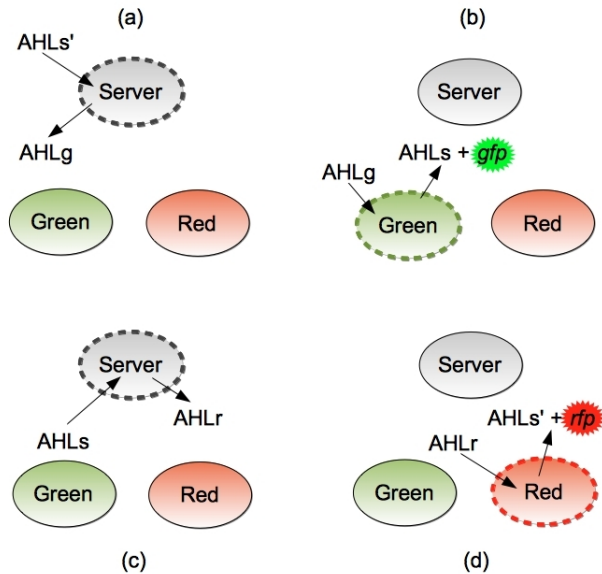 (a)
AHLs'
Server
AHLg
Green
Red
(b)
Server
AHLs + gfp
AHLg
Green
Red
Server
AHLr
AHLs
Green
Red
(c)
Server
AHLs' + rfp
AHLr
Green
Red
(d)